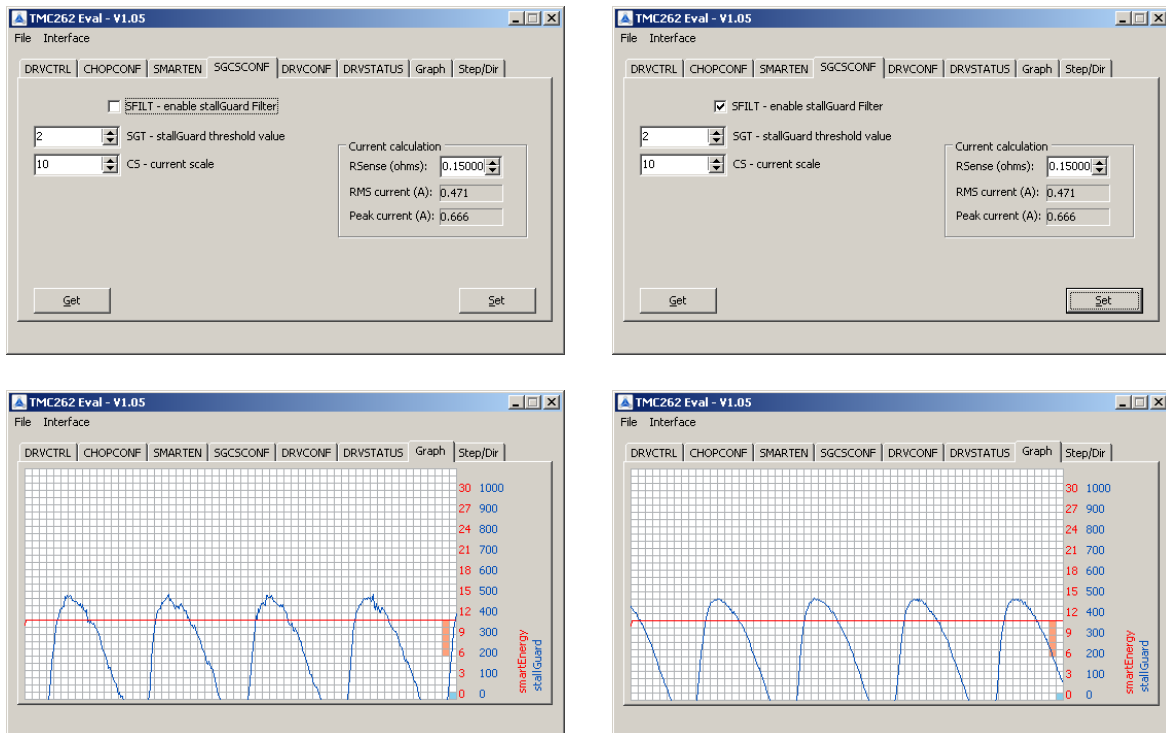 TMC262 Eval - V1.05
File Interface
DRVCTRL CHOPCONF SMARTEN SGCSCONF DRVCONF DRVSTATUS Graph Step/Dir
SFILT - enable stallGuard Filter
2 SGT - stallGuard threshold value
10 CS - current scale
Current calculation
RSense (ohms): 0.15000
RMS current (A): 0.471
Peak current (A): 0.666
Get
Set
TMC262 Eval - V1.05
File Interface
DRVCTRL CHOPCONF SMARTEN SGCSCONF DRVCONF DRVSTATUS Graph Step/Dir
SFILT - enable stallGuard Filter
2 SGT - stallGuard threshold value
10 CS - current scale
Current calculation
RSense (ohms): 0.15000
RMS current (A): 0.471
Peak current (A): 0.666
Get
Set
TMC262 Eval - V1.05
File Interface
DRVCTRL CHOPCONF SMARTEN SGCSCONF DRVCONF DRVSTATUS Graph Step/Dir
30 1000
27 900
24 800
21 700
18 600
15 500
12 400
9 300
6 200
3 100
0 0
smartEnergy
stallGuard
TMC262 Eval - V1.05
File Interface
DRVCTRL CHOPCONF SMARTEN SGCSCONF DRVCONF DRVSTATUS Graph Step/Dir
30 1000
27 900
24 800
21 700
18 600
15 500
12 400
9 300
6 200
3 100
0 0
smartEnergy
stallGuard